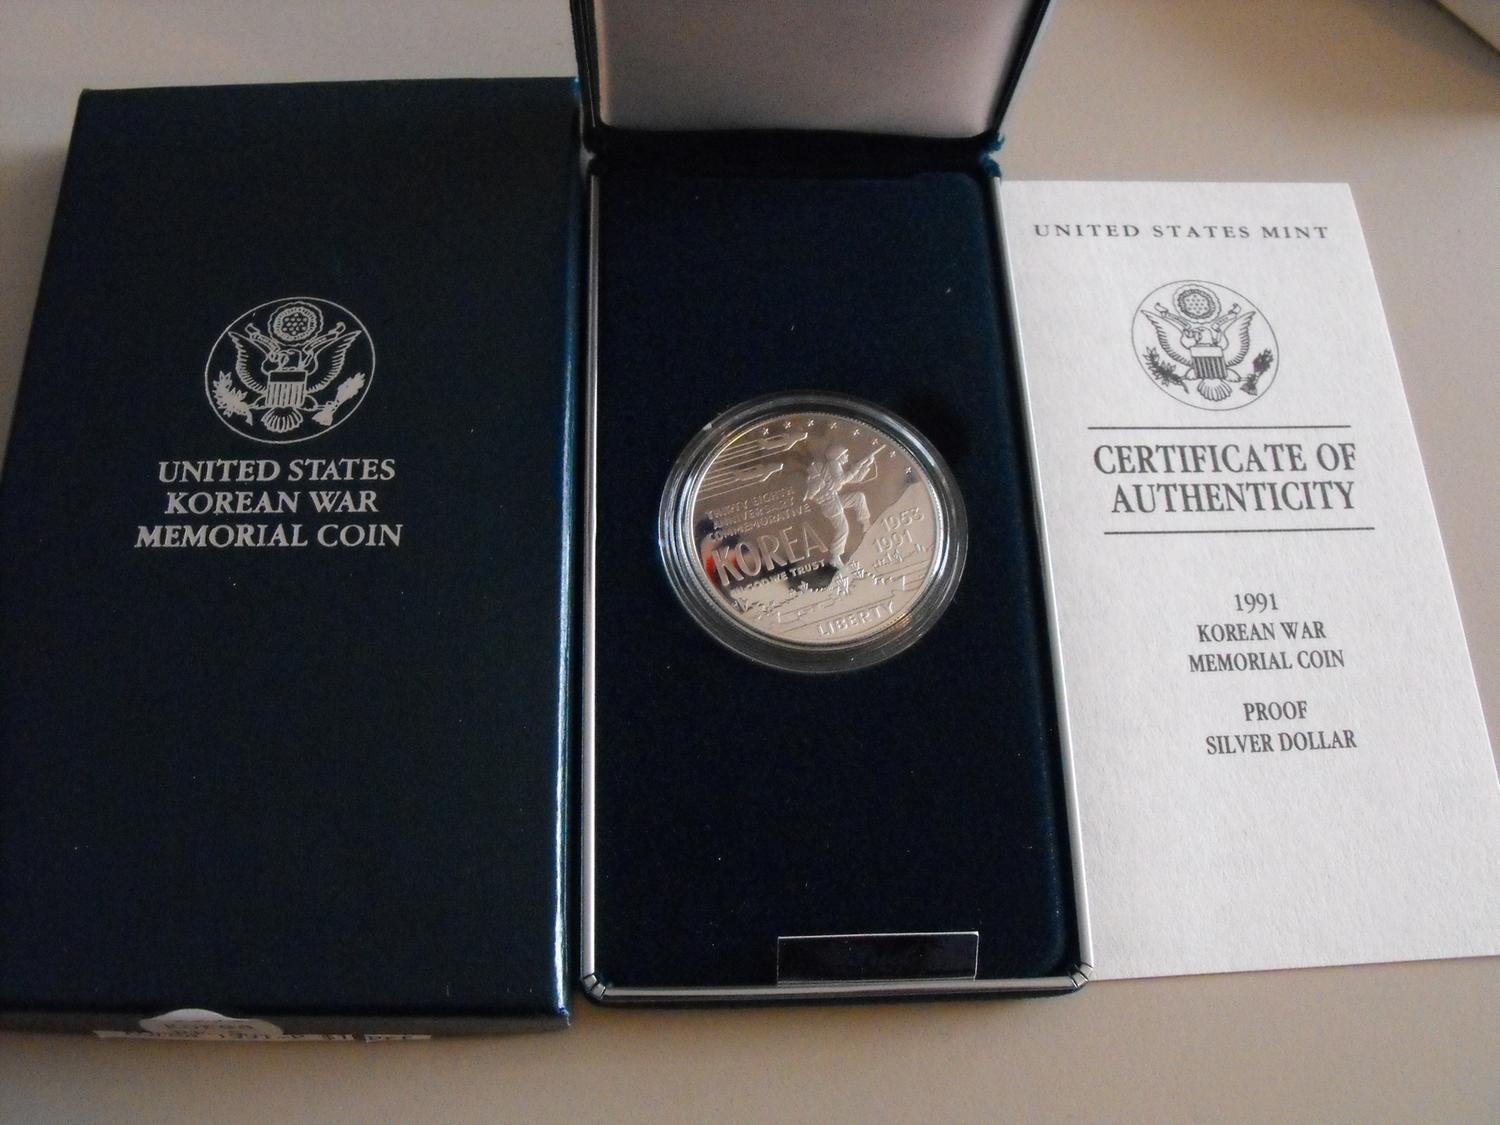 UNITED STATES
KOREAN WAR
MEMORIAL COIN
THIRTY EIGHTH
ANNIVERSARY
COMMEMORATIVE
KOREA
IN GOD WE TRUST
1953
1991
LIBERTY
UNITED STATES MINT
CERTIFICATE OF
AUTHENTICITY
1991
KOREAN WAR
MEMORIAL COIN
PROOF
SILVER DOLLAR
Korea